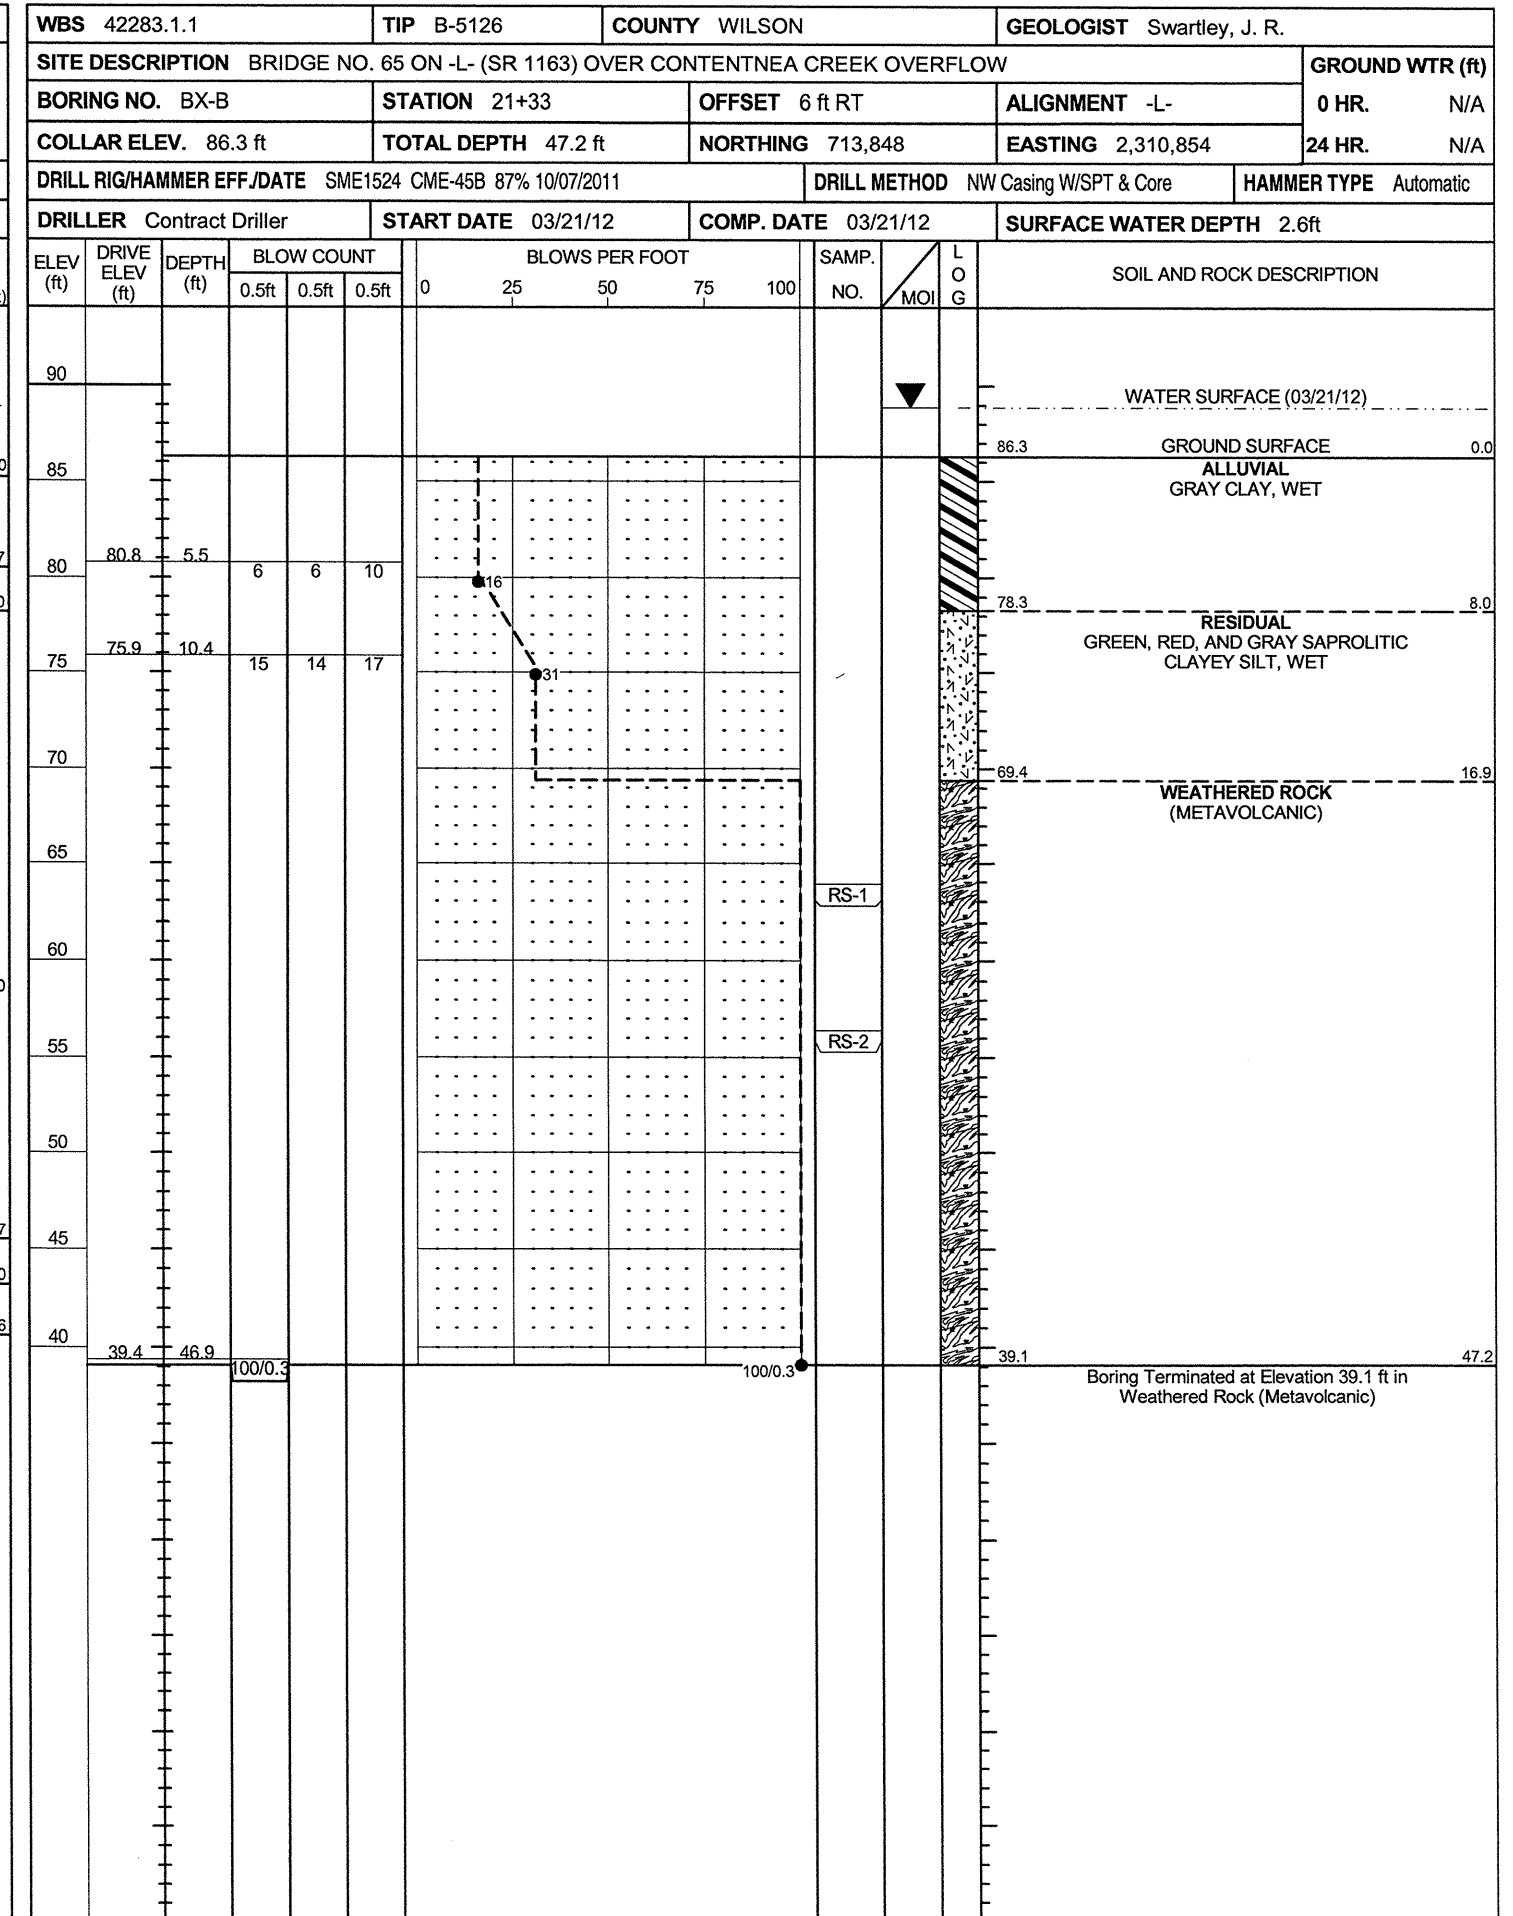 WBS 42283.1.1 TIP B-5126 COUNTY WILSON GEOLOGIST Swartley, J. R.
SITE DESCRIPTION BRIDGE NO. 65 ON -L- (SR 1163) OVER CONTENTNEA CREEK OVERFLOW GROUND WTR (ft)
BORING NO. BX-B STATION 21+33 OFFSET 6 ft RT ALIGNMENT -L- 0 HR. N/A
COLLAR ELEV. 86.3 ft TOTAL DEPTH 47.2 ft NORTHING 713,848 EASTING 2,310,854 24 HR. N/A
DRILL RIG/HAMMER EFF./DATE SME1524 CME-45B 87% 10/07/2011 DRILL METHOD NW Casing W/SPT & Core HAMMER TYPE Automatic
DRILLER Contract Driller START DATE 03/21/12 COMP. DATE 03/21/12 SURFACE WATER DEPTH 2.6ft
ELEV (ft) DRIVE ELEV (ft) DEPTH (ft) BLOW COUNT BLOWS PER FOOT SAMP. NO. MOI LOG SOIL AND ROCK DESCRIPTION
0.5ft 0.5ft 0.5ft 0 25 50 75 100
90
WATER SURFACE (03/21/12)
86.3 GROUND SURFACE 0.0
85 ALLUVIAL
GRAY CLAY, WET
80.8 5.5
80 6 6 10 16
78.3 8.0
RESIDUAL
GREEN, RED, AND GRAY SAPROLITIC
75.9 10.4
75 15 14 17 CLAYEY SILT, WET
31
70
69.4 16.9
WEATHERED ROCK
(METAVOLCANIC)
65
RS-1
60
55 RS-2
50
45
40
39.4 46.9
39.1 47.2
100/0.3 100/0.3
Boring Terminated at Elevation 39.1 ft in
Weathered Rock (Metavolcanic)